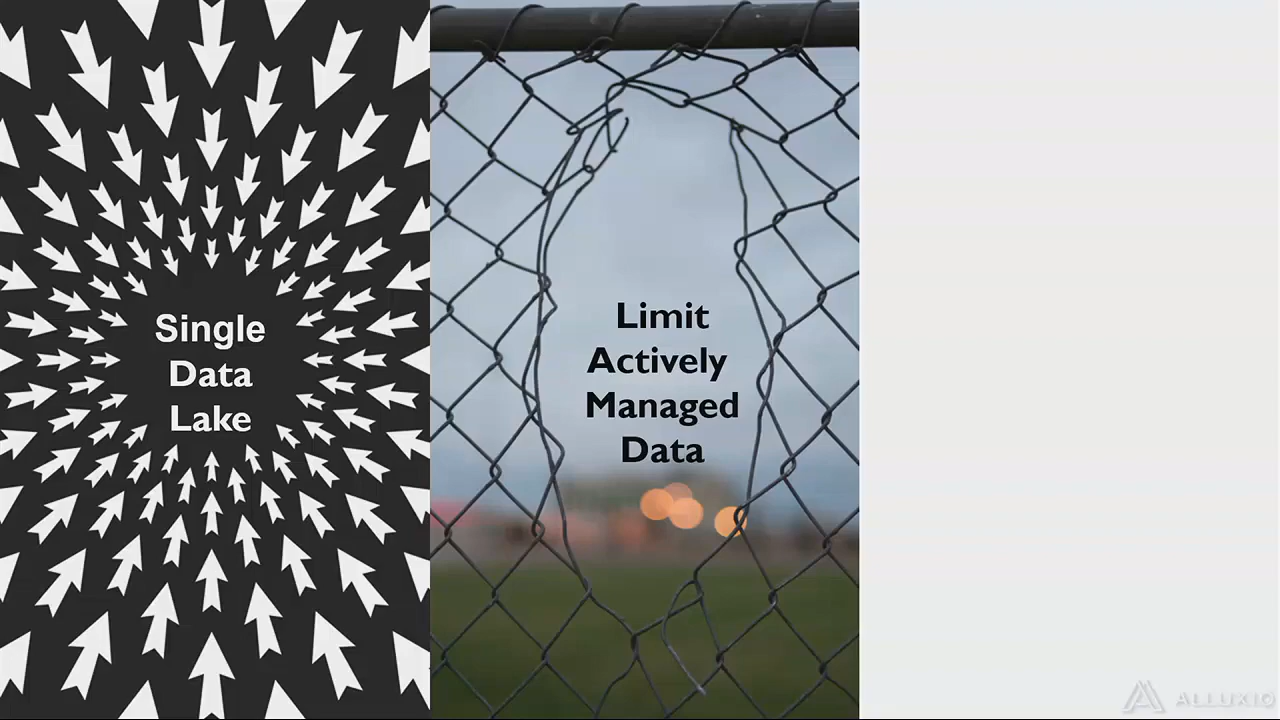 Single
Data
Lake
Limit
Actively
Managed
Data
ALLUXIO